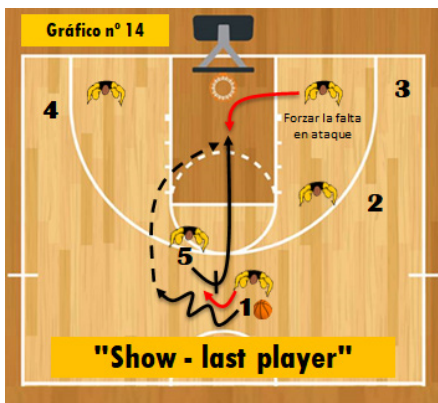 Gráfico nº 14
4
3
Forzar la falta
en ataque
2
5
1
"Show - last player"